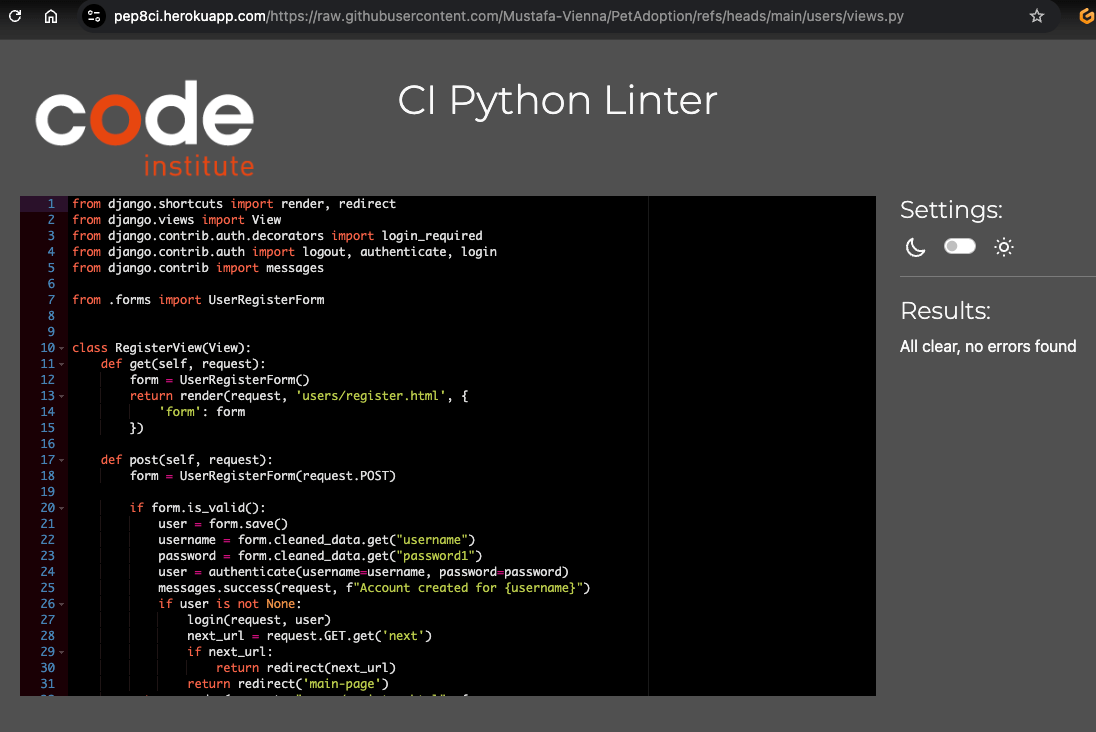 pep8ci.herokuapp.com/https://raw.githubusercontent.com/Mustafa-Vienna/PetAdoption/refs/heads/main/users/views.py
code
institute
CI Python Linter
1 from django.shortcuts import render, redirect
2 from django.views import View
3 from django.contrib.auth.decorators import login_required
4 from django.contrib.auth import logout, authenticate, login
5 from django.contrib import messages
6
7 from .forms import UserRegisterForm
8
9
10 class RegisterView(View):
11     def get(self, request):
12         form = UserRegisterForm()
13         return render(request, 'users/register.html', {
14             'form': form
15         })
16
17     def post(self, request):
18         form = UserRegisterForm(request.POST)
19
20         if form.is_valid():
21             user = form.save()
22             username = form.cleaned_data.get("username")
23             password = form.cleaned_data.get("password1")
24             user = authenticate(username=username, password=password)
25             messages.success(request, f"Account created for {username}")
26             if user is not None:
27                 login(request, user)
28                 next_url = request.GET.get('next')
29                 if next_url:
30                     return redirect(next_url)
31                 return redirect('main-page')
Settings:
Results:
All clear, no errors found